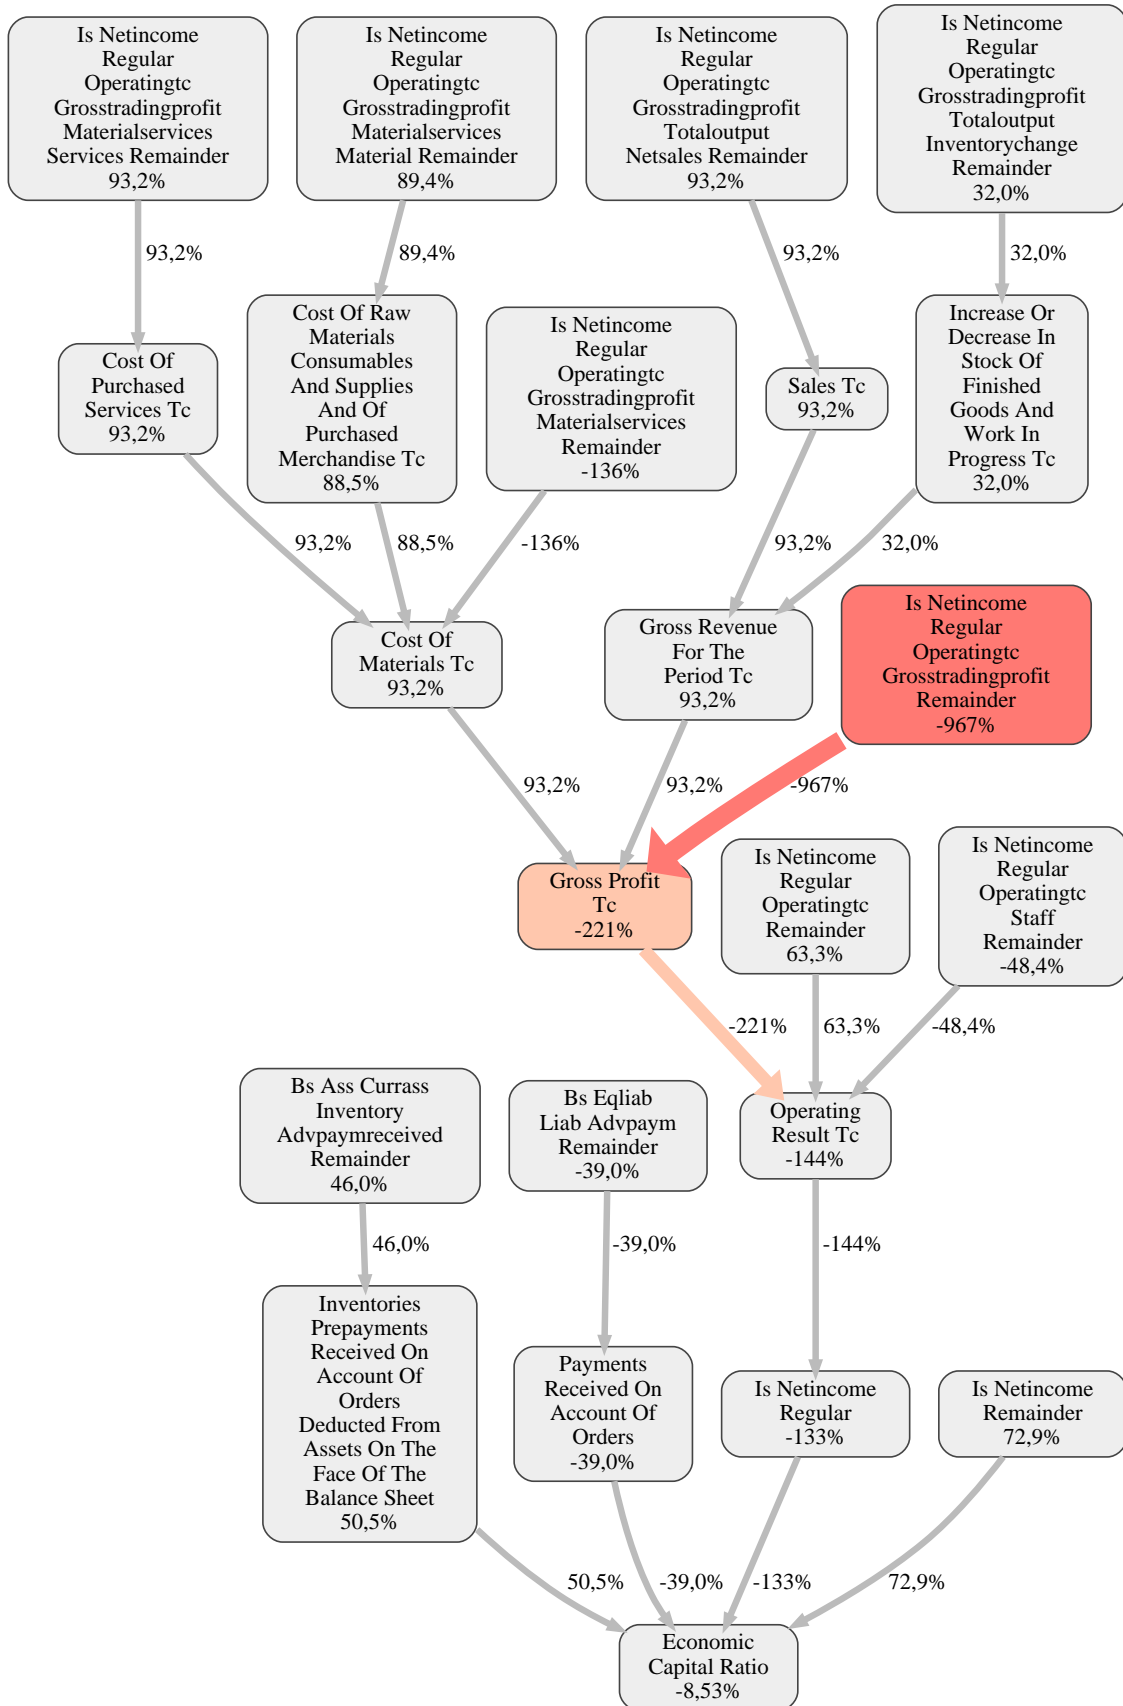 Is Netincome
Regular
Operatingtc
Grosstradingprofit
Materialservices
Services Remainder
93,2%
Is Netincome
Regular
Operatingtc
Grosstradingprofit
Materialservices
Material Remainder
89,4%
Is Netincome
Regular
Operatingtc
Grosstradingprofit
Totaloutput
Netsales Remainder
93,2%
Is Netincome
Regular
Operatingtc
Grosstradingprofit
Totaloutput
Inventorychange
Remainder
32,0%
93,2%
89,4%
93,2%
32,0%
Cost Of
Purchased
Services Tc
93,2%
Cost Of Raw
Materials
Consumables
And Supplies
And Of
Purchased
Merchandise Tc
88,5%
Is Netincome
Regular
Operatingtc
Grosstradingprofit
Materialservices
Remainder
-136%
Sales Tc
93,2%
Increase Or
Decrease In
Stock Of
Finished
Goods And
Work In
Progress Tc
32,0%
93,2%
88,5%
-136%
93,2%
32,0%
Cost Of
Materials Tc
93,2%
Gross Revenue
For The
Period Tc
93,2%
Is Netincome
Regular
Operatingtc
Grosstradingprofit
Remainder
-967%
93,2%
93,2%
-967%
Gross Profit
Tc
-221%
Is Netincome
Regular
Operatingtc
Remainder
63,3%
Is Netincome
Regular
Operatingtc
Staff
Remainder
-48,4%
-221%
63,3%
-48,4%
Bs Ass Currass
Inventory
Advpaymreceived
Remainder
46,0%
Bs Eqliab
Liab Advpaym
Remainder
-39,0%
Operating
Result Tc
-144%
46,0%
-39,0%
-144%
Inventories
Prepayments
Received On
Account Of
Orders
Deducted From
Assets On The
Face Of The
Balance Sheet
50,5%
Payments
Received On
Account Of
Orders
-39,0%
Is Netincome
Regular
-133%
Is Netincome
Remainder
72,9%
50,5%
-39,0%
-133%
72,9%
Economic
Capital Ratio
-8,53%